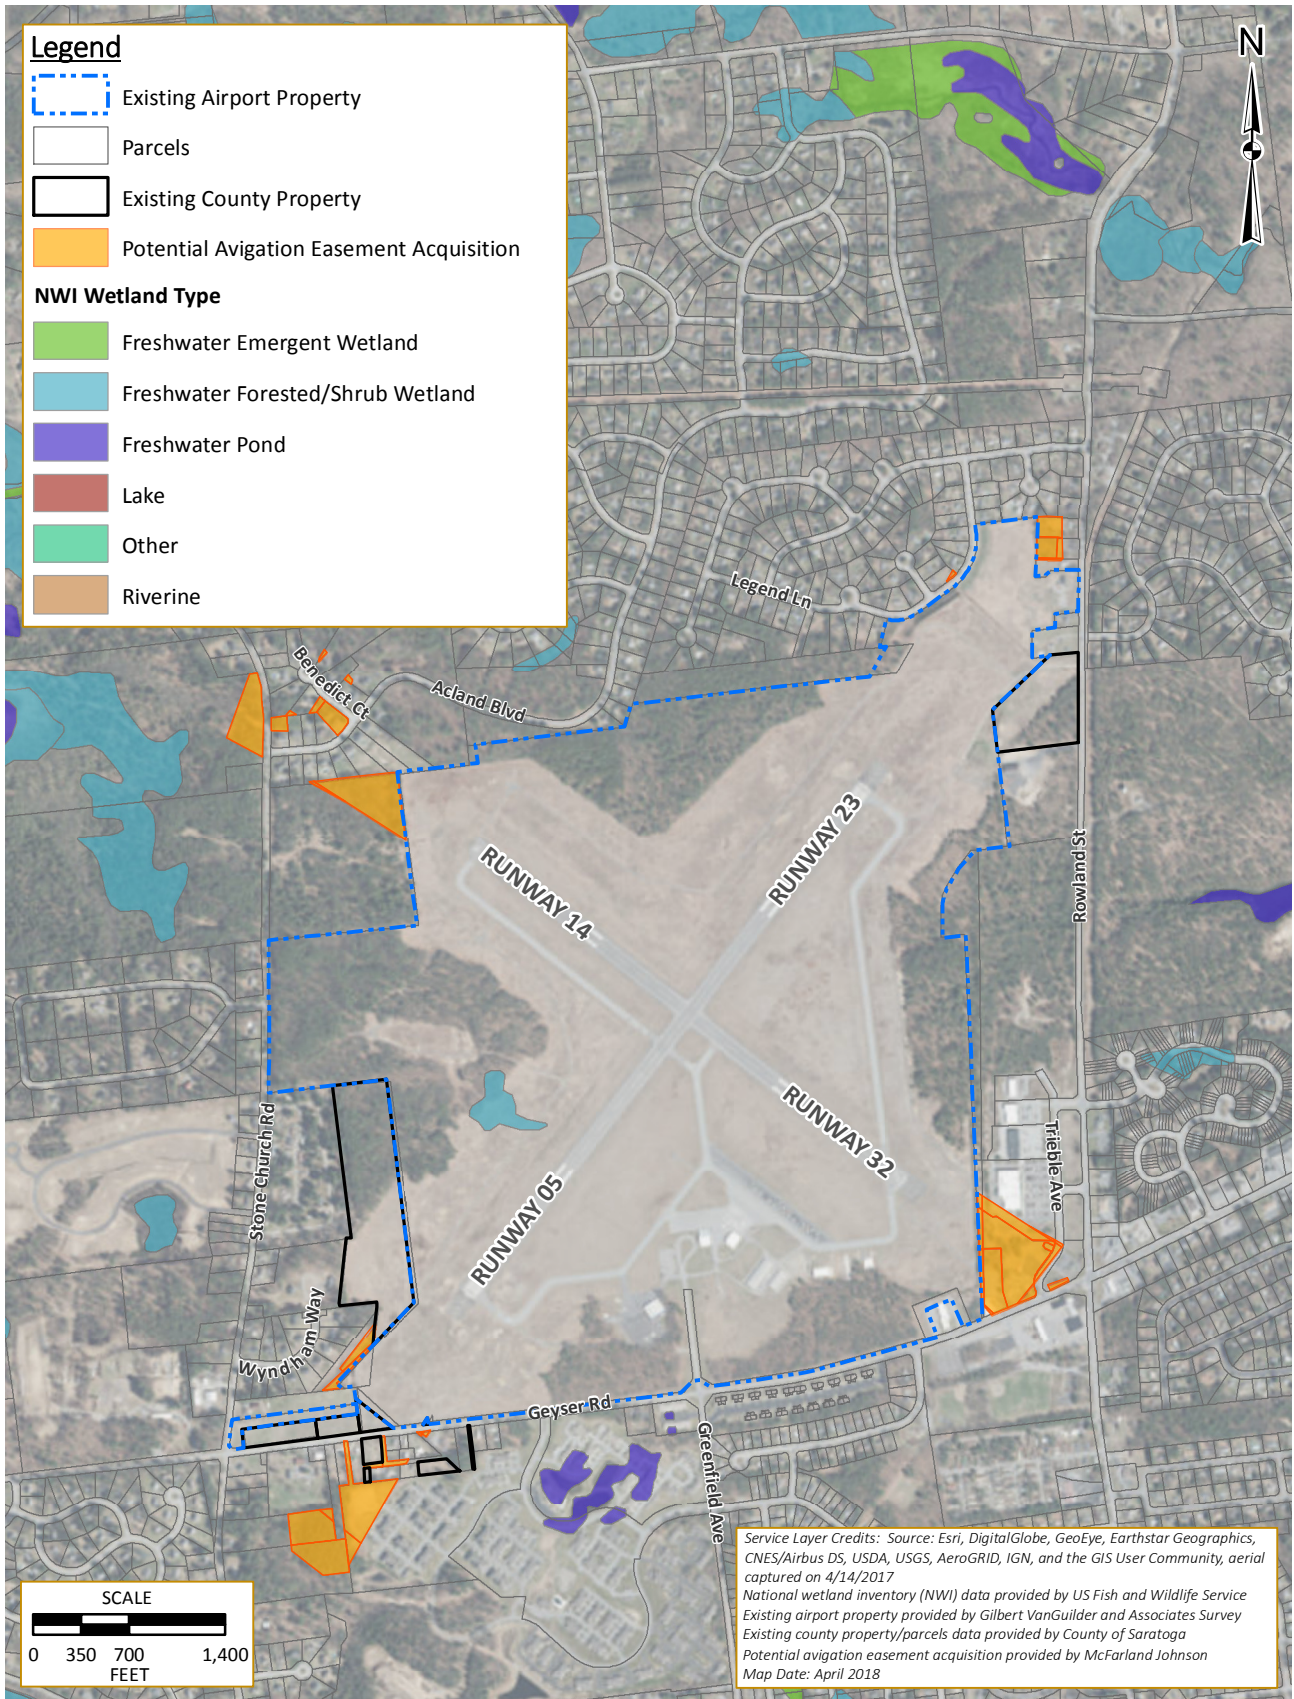 Legend
Existing Airport Property
Parcels
Existing County Property
Potential Avigation Easement Acquisition
NWI Wetland Type
Freshwater Emergent Wetland
Freshwater Forested/Shrub Wetland
Freshwater Pond
Lake
Other
Riverine
N
Legend Ln
Benedict Ct
Acland Blvd
RUNWAY 23
RUNWAY 14
Rowland St
RUNWAY 32
Trieble Ave
Stone Church Rd
RUNWAY 05
Wyndham Way
Geyser Rd
Greenfield Ave
SCALE
0 350 700 1,400
FEET
Service Layer Credits: Source: Esri, DigitalGlobe, GeoEye, Earthstar Geographics,
CNES/Airbus DS, USDA, USGS, AeroGRID, IGN, and the GIS User Community, aerial
captured on 4/14/2017
National wetland inventory (NWI) data provided by US Fish and Wildlife Service
Existing airport property provided by Gilbert VanGuilder and Associates Survey
Existing county property/parcels data provided by County of Saratoga
Potential avigation easement acquisition provided by McFarland Johnson
Map Date: April 2018